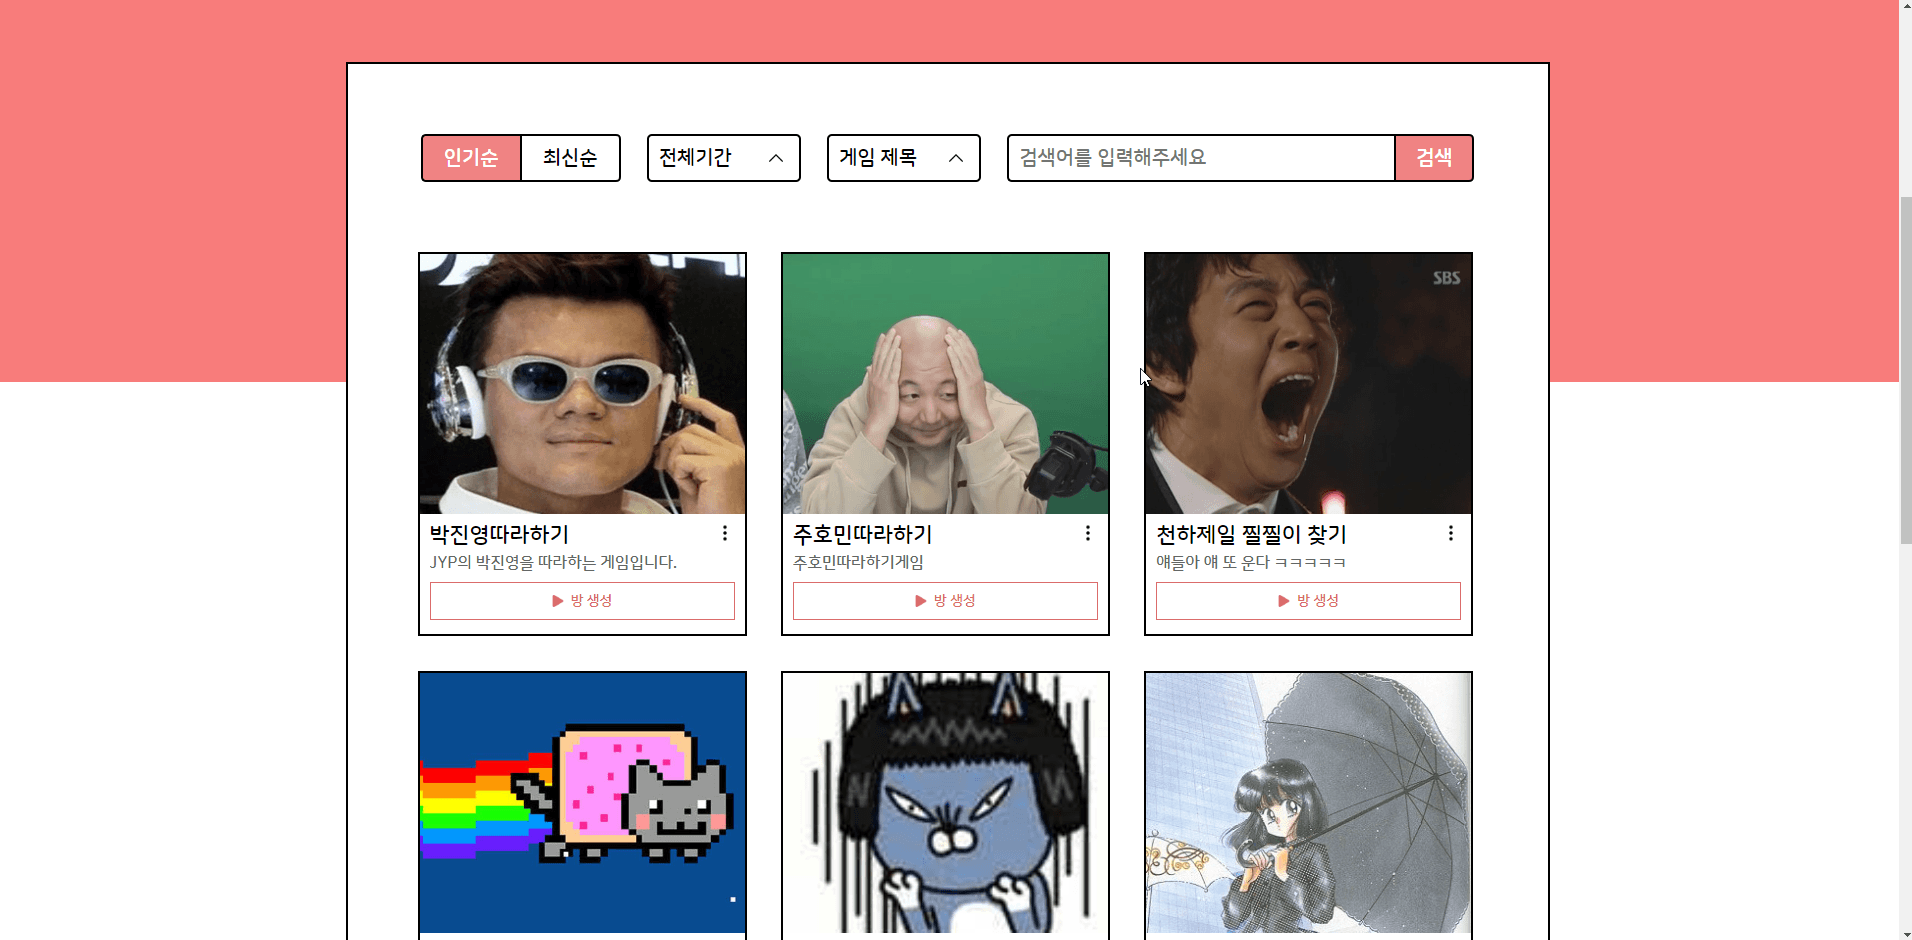 인기순 최신순 전체기간 게임 제목 검색어를 입력해주세요 검색
SBS
박진영따라하기 주호민따라하기 천하제일 찔찔이 찾기
JYP의 박진영을 따라하는 게임입니다. 주호민따라하기게임 얘들아 얘 또 운다 ㅋㅋㅋㅋㅋ
방 생성 방 생성 방 생성